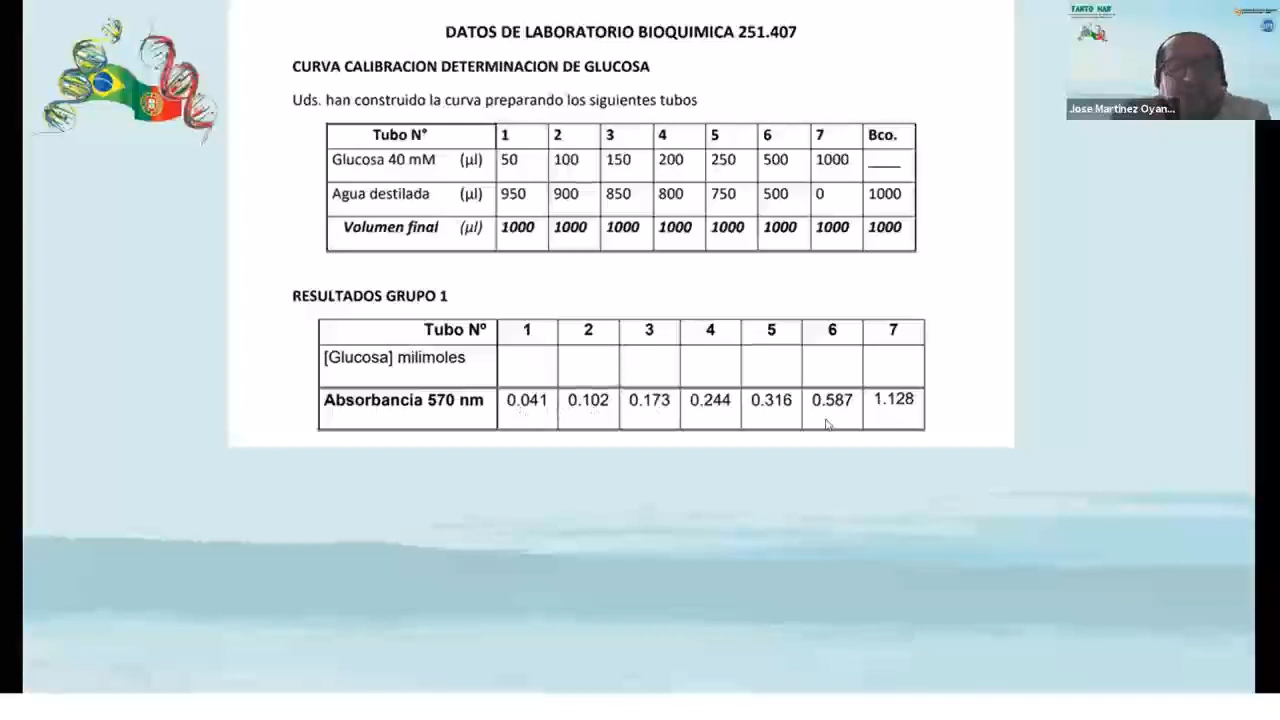 DATOS DE LABORATORIO BIOQUIMICA 251.407
CURVA CALIBRACION DETERMINACION DE GLUCOSA
Uds. han construido la curva preparando los siguientes tubos
Tubo N° 1 2 3 4 5 6 7 Bco.
Glucosa 40 mM (µl) 50 100 150 200 250 500 1000 ____
Agua destilada (µl) 950 900 850 800 750 500 0 1000
Volumen final (µl) 1000 1000 1000 1000 1000 1000 1000 1000
RESULTADOS GRUPO 1
Tubo Nº 1 2 3 4 5 6 7
[Glucosa] milimoles
Absorbancia 570 nm 0.041 0.102 0.173 0.244 0.316 0.587 1.128
TANTO MAR
Jose Martinez Oyan...